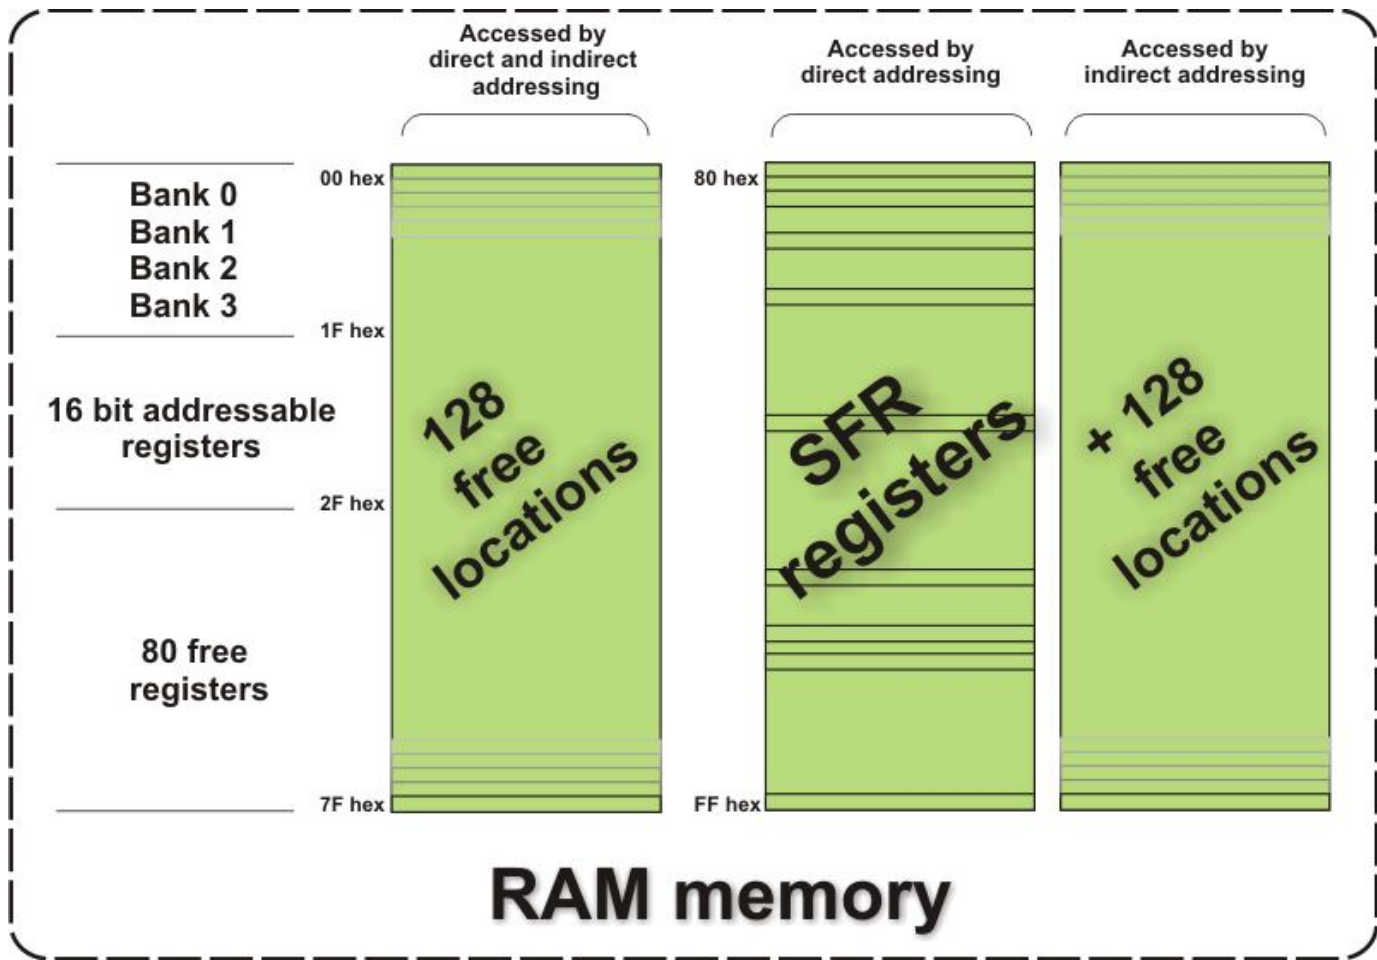 Accessed by
direct and indirect
addressing
Accessed by
direct addressing
Accessed by
indirect addressing
Bank 0
Bank 1
Bank 2
Bank 3
16 bit addressable
registers
80 free
registers
00 hex
1F hex
2F hex
7F hex
128
free
locations
80 hex
FF hex
SFR
registers
+ 128
free
locations
RAM memory